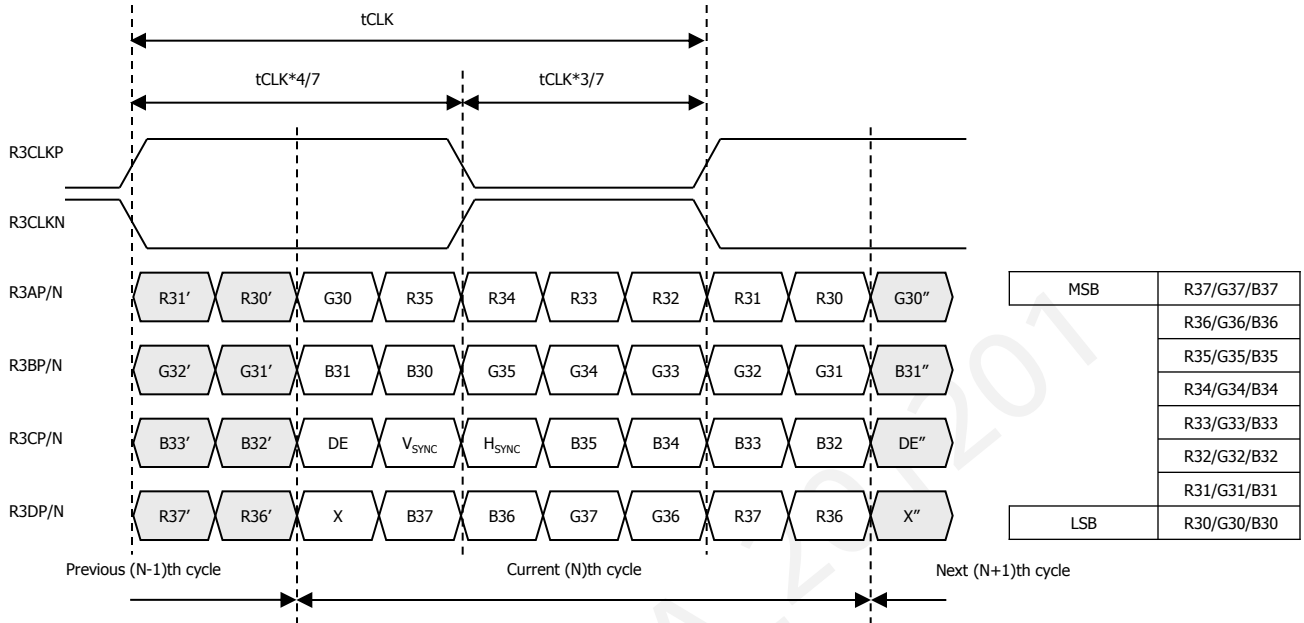 tCLK
tCLK*4/7 tCLK*3/7
R3CLKP
R3CLKN
R3AP/N R31′ R30′ G30 R35 R34 R33 R32 R31 R30 G30″
R3BP/N G32′ G31′ B31 B30 G35 G34 G33 G32 G31 B31″
R3CP/N B33′ B32′ DE VSYNC HSYNC B35 B34 B33 B32 DE″
R3DP/N R37′ R36′ X B37 B36 G37 G36 R37 R36 X″
Previous (N-1)th cycle Current (N)th cycle Next (N+1)th cycle
MSB R37/G37/B37
R36/G36/B36
R35/G35/B35
R34/G34/B34
R33/G33/B33
R32/G32/B32
R31/G31/B31
LSB R30/G30/B30